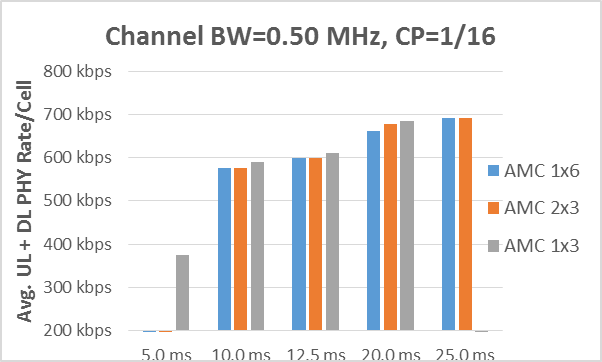 Channel BW=0.50 MHz, CP=1/16
Avg. UL + DL PHY Rate/Cell
800 kbps
700 kbps
600 kbps
500 kbps
400 kbps
300 kbps
200 kbps
5.0 ms
10.0 ms
12.5 ms
20.0 ms
25.0 ms
AMC 1x6
AMC 2x3
AMC 1x3